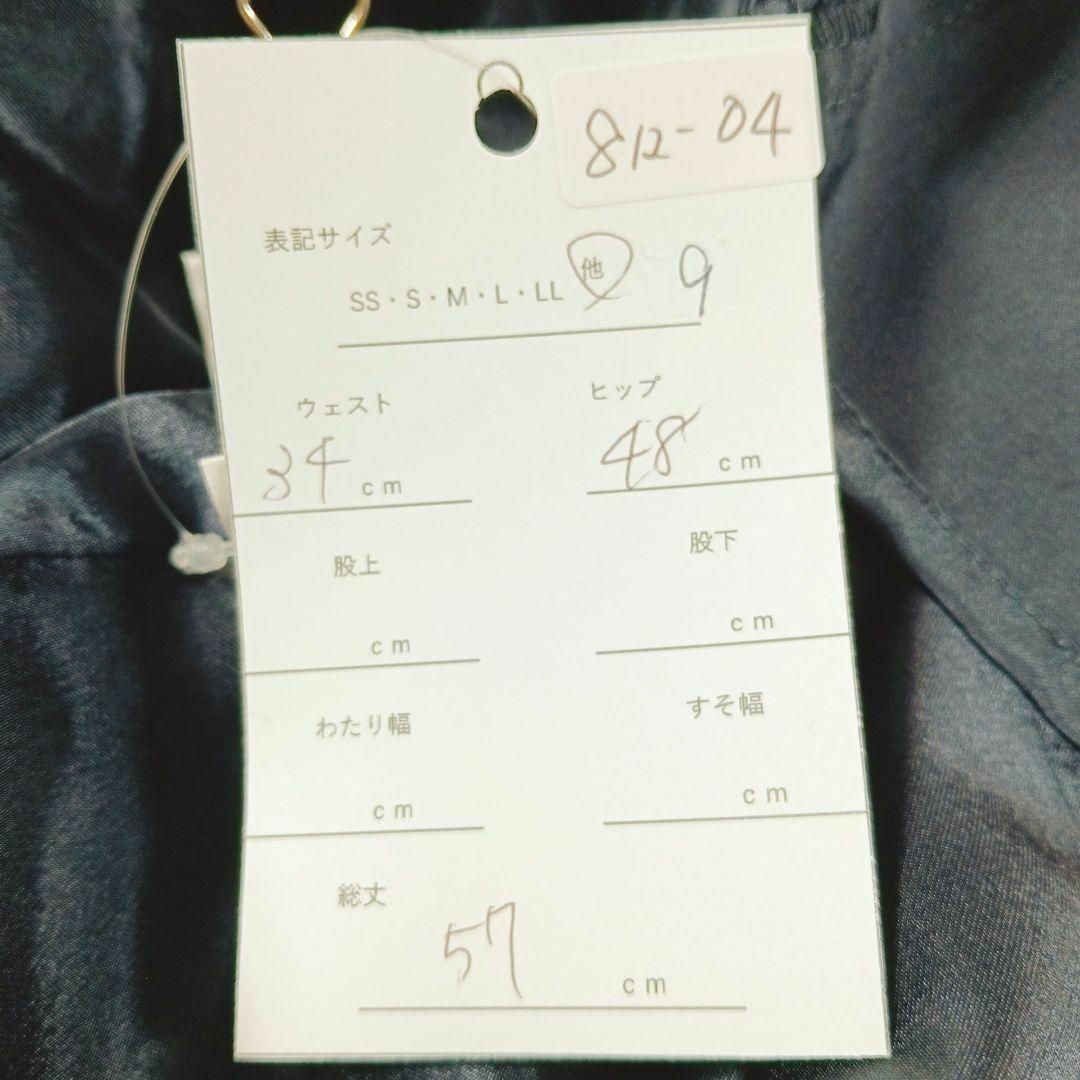 812-04
表記サイズ
SS・S・M・L・LL 他 9
ウェスト ヒップ
34 cm 48 cm
股上 股下
cm cm
わたり幅 すそ幅
cm cm
総丈
57 cm